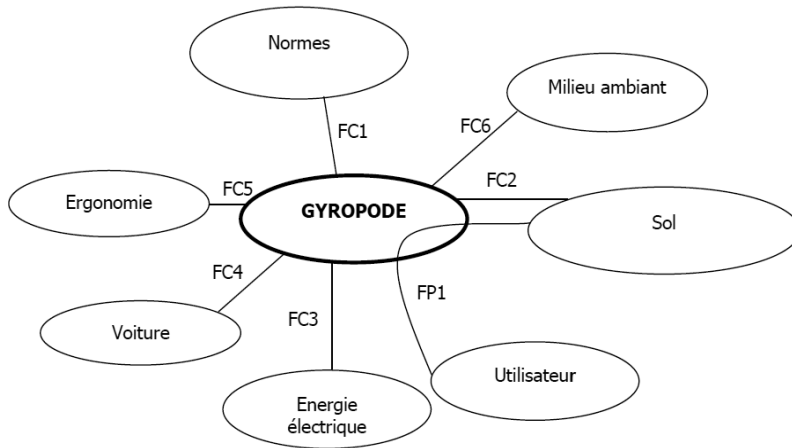 Normes
Milieu ambiant
FC1
FC6
FC5
FC2
Ergonomie
GYROPODE
Sol
FC4
FP1
FC3
Voiture
Utilisateur
Energie
électrique